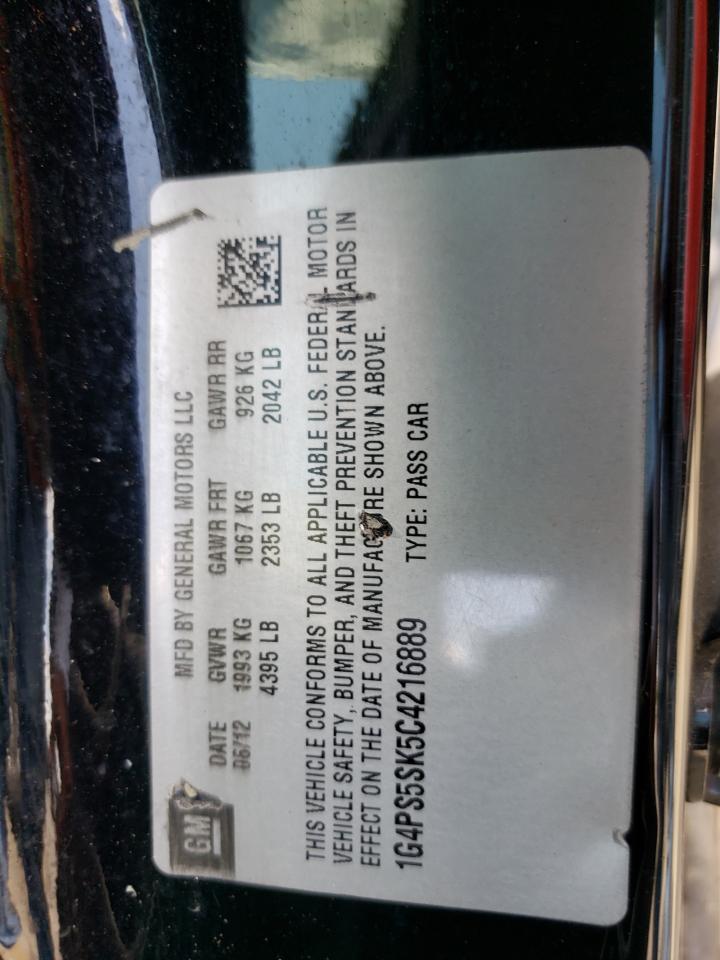 GM
MFD BY GENERAL MOTORS LLC
DATE GVWR GAWR FRT GAWR RR
06/12 1993 KG 1067 KG 926 KG
4395 LB 2353 LB 2042 LB
THIS VEHICLE CONFORMS TO ALL APPLICABLE U.S. FEDERAL MOTOR
VEHICLE SAFETY, BUMPER, AND THEFT PREVENTION STANDARDS IN
EFFECT ON THE DATE OF MANUFACTURE SHOWN ABOVE.
1G4PS5SK5C4216889 TYPE: PASS CAR